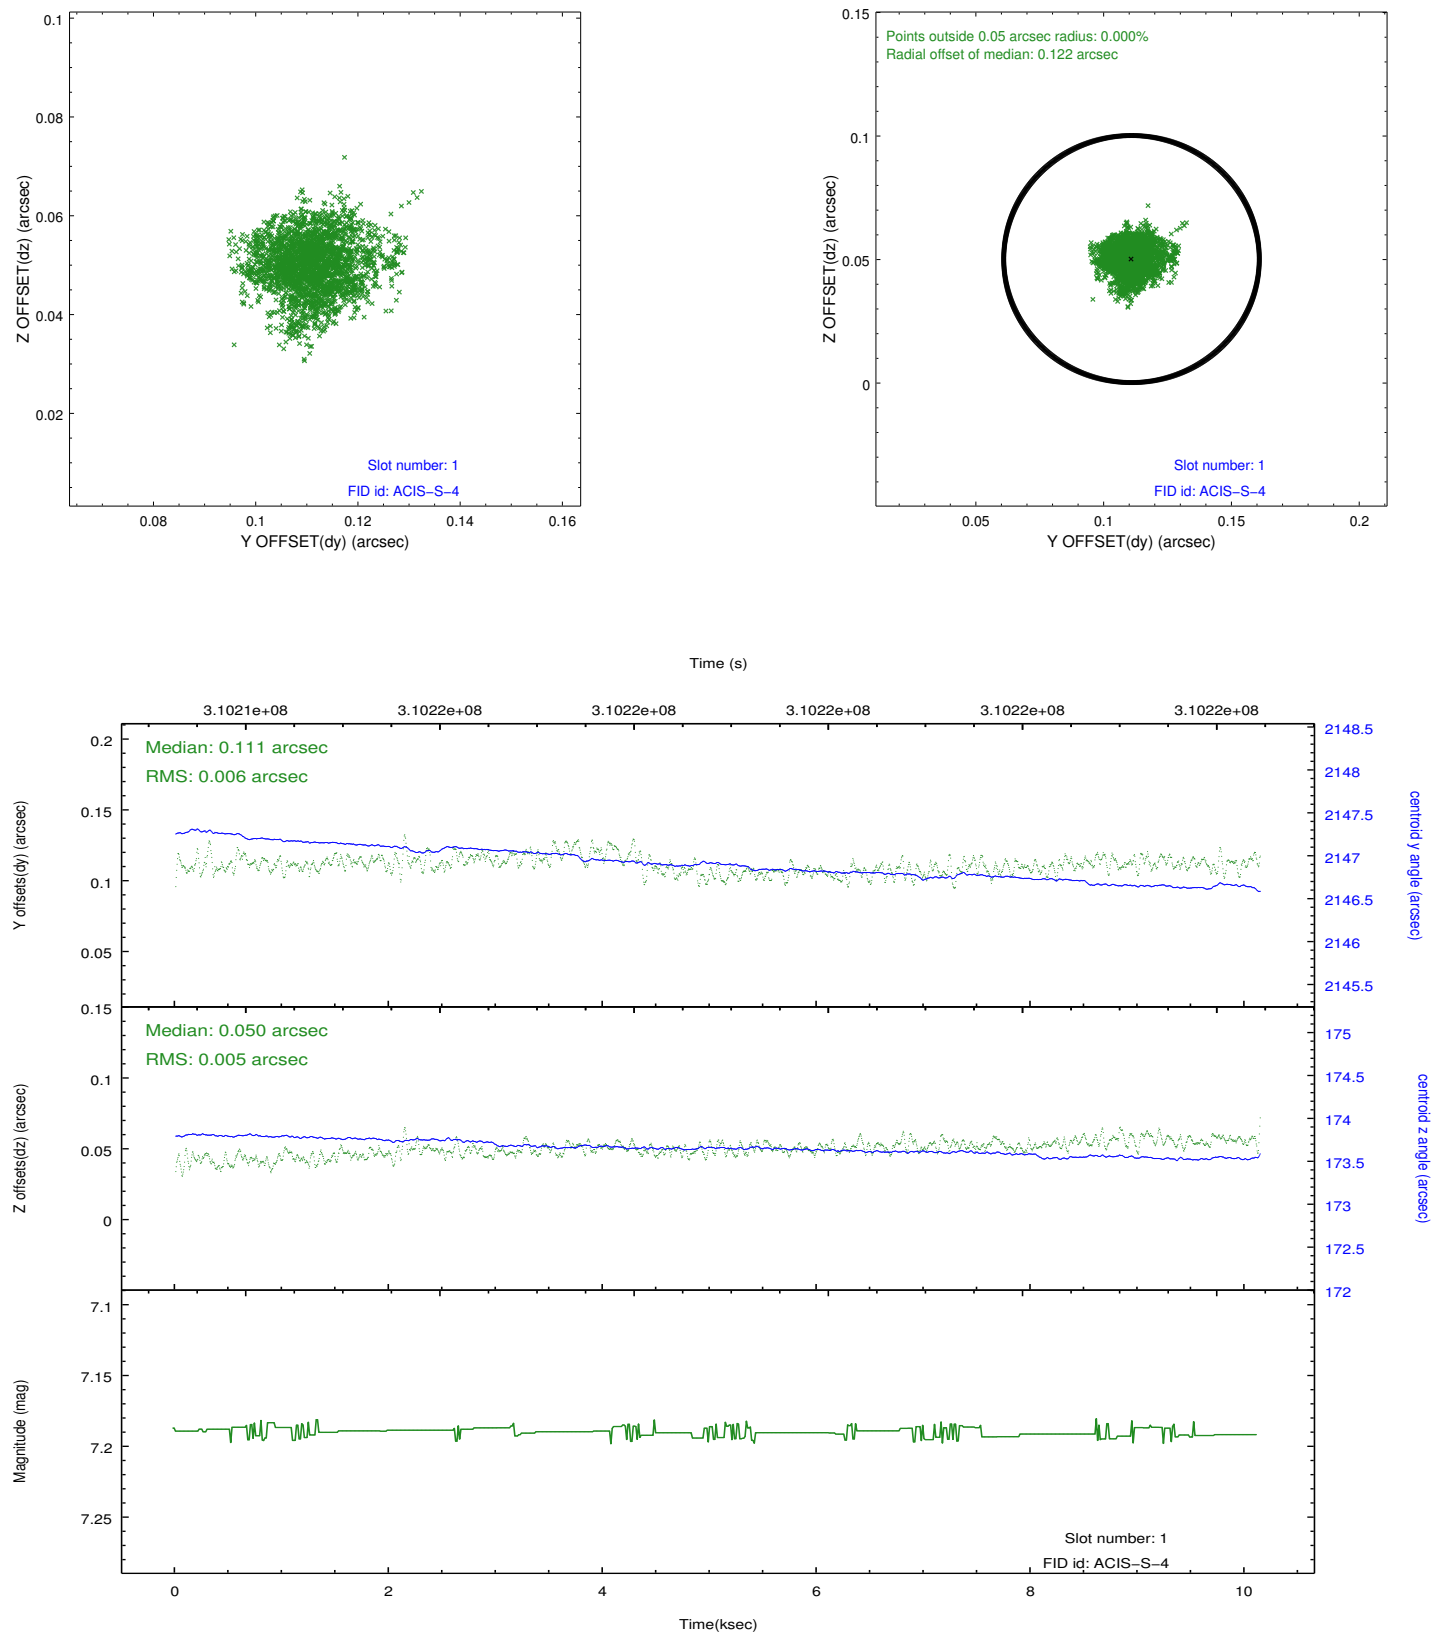 0.1
0.08
0.06
0.04
0.02
Z OFFSET(dz) (arcsec)
Slot number: 1
FID id: ACIS−S−4
0.08 0.1 0.12 0.14 0.16
Y OFFSET(dy) (arcsec)
0.15
Points outside 0.05 arcsec radius: 0.000%
Radial offset of median: 0.122 arcsec
0.1
0.05
0
Z OFFSET(dz) (arcsec)
Slot number: 1
FID id: ACIS−S−4
0.05 0.1 0.15 0.2
Y OFFSET(dy) (arcsec)
Time (s)
3.1021e+08 3.1022e+08 3.1022e+08 3.1022e+08 3.1022e+08 3.1022e+08
Median: 0.111 arcsec
RMS: 0.006 arcsec
0.2
0.15
0.1
0.05
Y offsets(dy) (arcsec)
2148.5
2148
2147.5
2147
2146.5
2146
2145.5
centroid y angle (arcsec)
Median: 0.050 arcsec
RMS: 0.005 arcsec
0.15
0.1
0.05
0
Z offsets(dz) (arcsec)
175
174.5
174
173.5
173
172.5
172
centroid z angle (arcsec)
7.1
7.15
7.2
7.25
Magnitude (mag)
Slot number: 1
FID id: ACIS−S−4
0 2 4 6 8 10
Time(ksec)